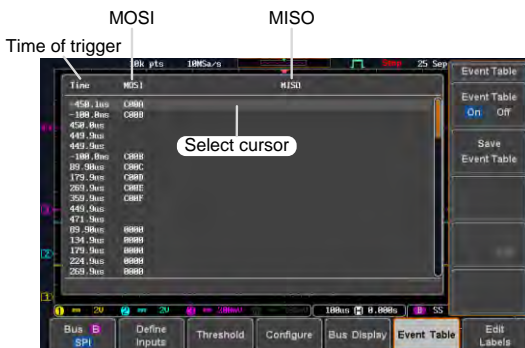 MOSI MISO
Time of trigger
10k pts 10MSa/s 25 Sep
Time MOSI MISO
-450.1ns C00A
-100.0ns
450.0us
449.9us
449.9us
Select cursor
-100.0ns
89.90us C00C
179.9us C00D
269.9us C00E
359.9us C00F
449.9us
471.9us
89.90us 0000
134.9us 0000
179.9us 0000
224.9us 0000
269.9us 0000
Event Table
Event Table
On Off
Save
Event Table
1 2V 2 2V 100us H 0.000s B SS
Bus B
SPI
Define
Inputs
Threshold
Configure
Bus Display
Event Table
Edit
Labels